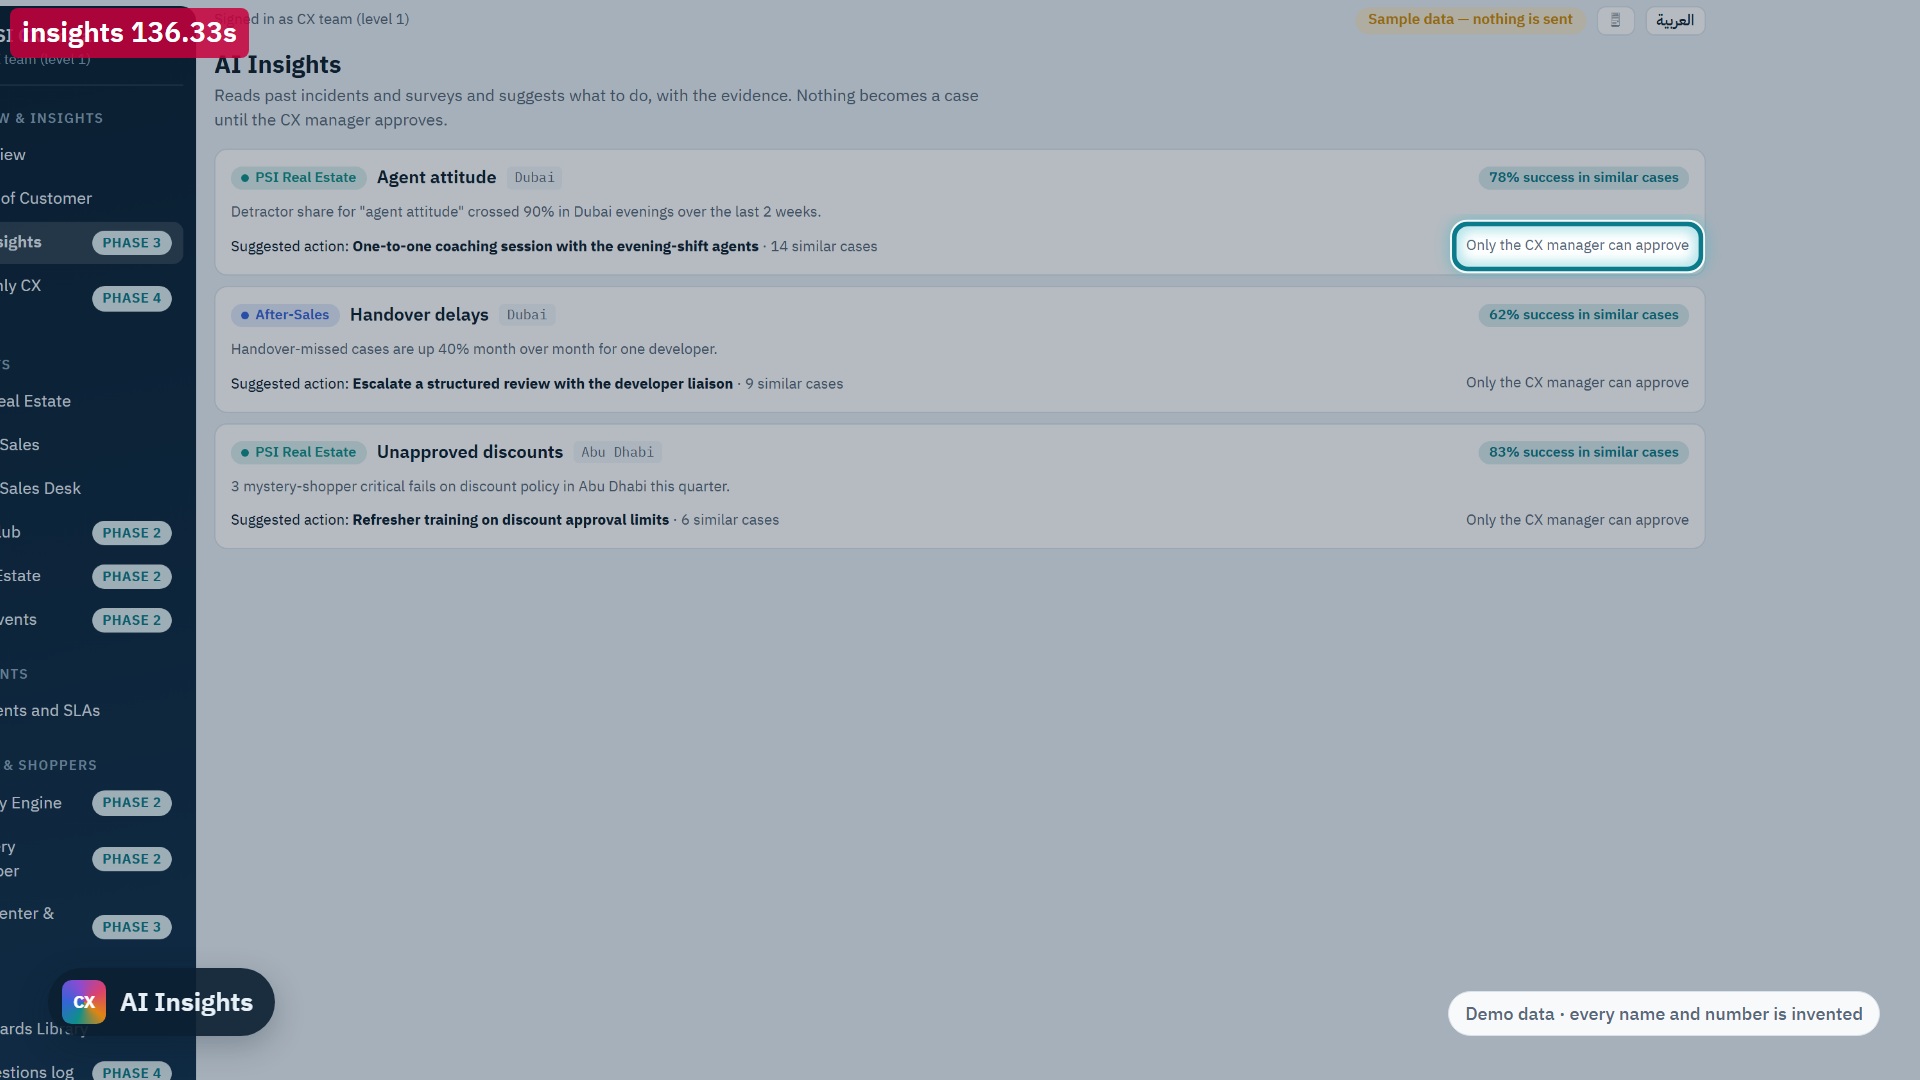 insights 136.33s
ned in as CX team (level 1)
Sample data — nothing is sent
العربية
team (level 1)
AI Insights
Reads past incidents and surveys and suggests what to do, with the evidence. Nothing becomes a case
until the CX manager approves.
W & INSIGHTS
iew
of Customer
sights
PHASE 3
nly CX
PHASE 4
TS
eal Estate
Sales
Sales Desk
lub
PHASE 2
Estate
PHASE 2
vents
PHASE 2
NTS
ents and SLAs
& SHOPPERS
y Engine
PHASE 2
ry
per
PHASE 2
enter &
PHASE 3
ards Library
estions log
PHASE 4
PSI Real Estate
Agent attitude
Dubai
78% success in similar cases
Detractor share for "agent attitude" crossed 90% in Dubai evenings over the last 2 weeks.
Suggested action: One-to-one coaching session with the evening-shift agents · 14 similar cases
Only the CX manager can approve
After-Sales
Handover delays
Dubai
62% success in similar cases
Handover-missed cases are up 40% month over month for one developer.
Suggested action: Escalate a structured review with the developer liaison · 9 similar cases
Only the CX manager can approve
PSI Real Estate
Unapproved discounts
Abu Dhabi
83% success in similar cases
3 mystery-shopper critical fails on discount policy in Abu Dhabi this quarter.
Suggested action: Refresher training on discount approval limits · 6 similar cases
Only the CX manager can approve
CX
AI Insights
Demo data · every name and number is invented